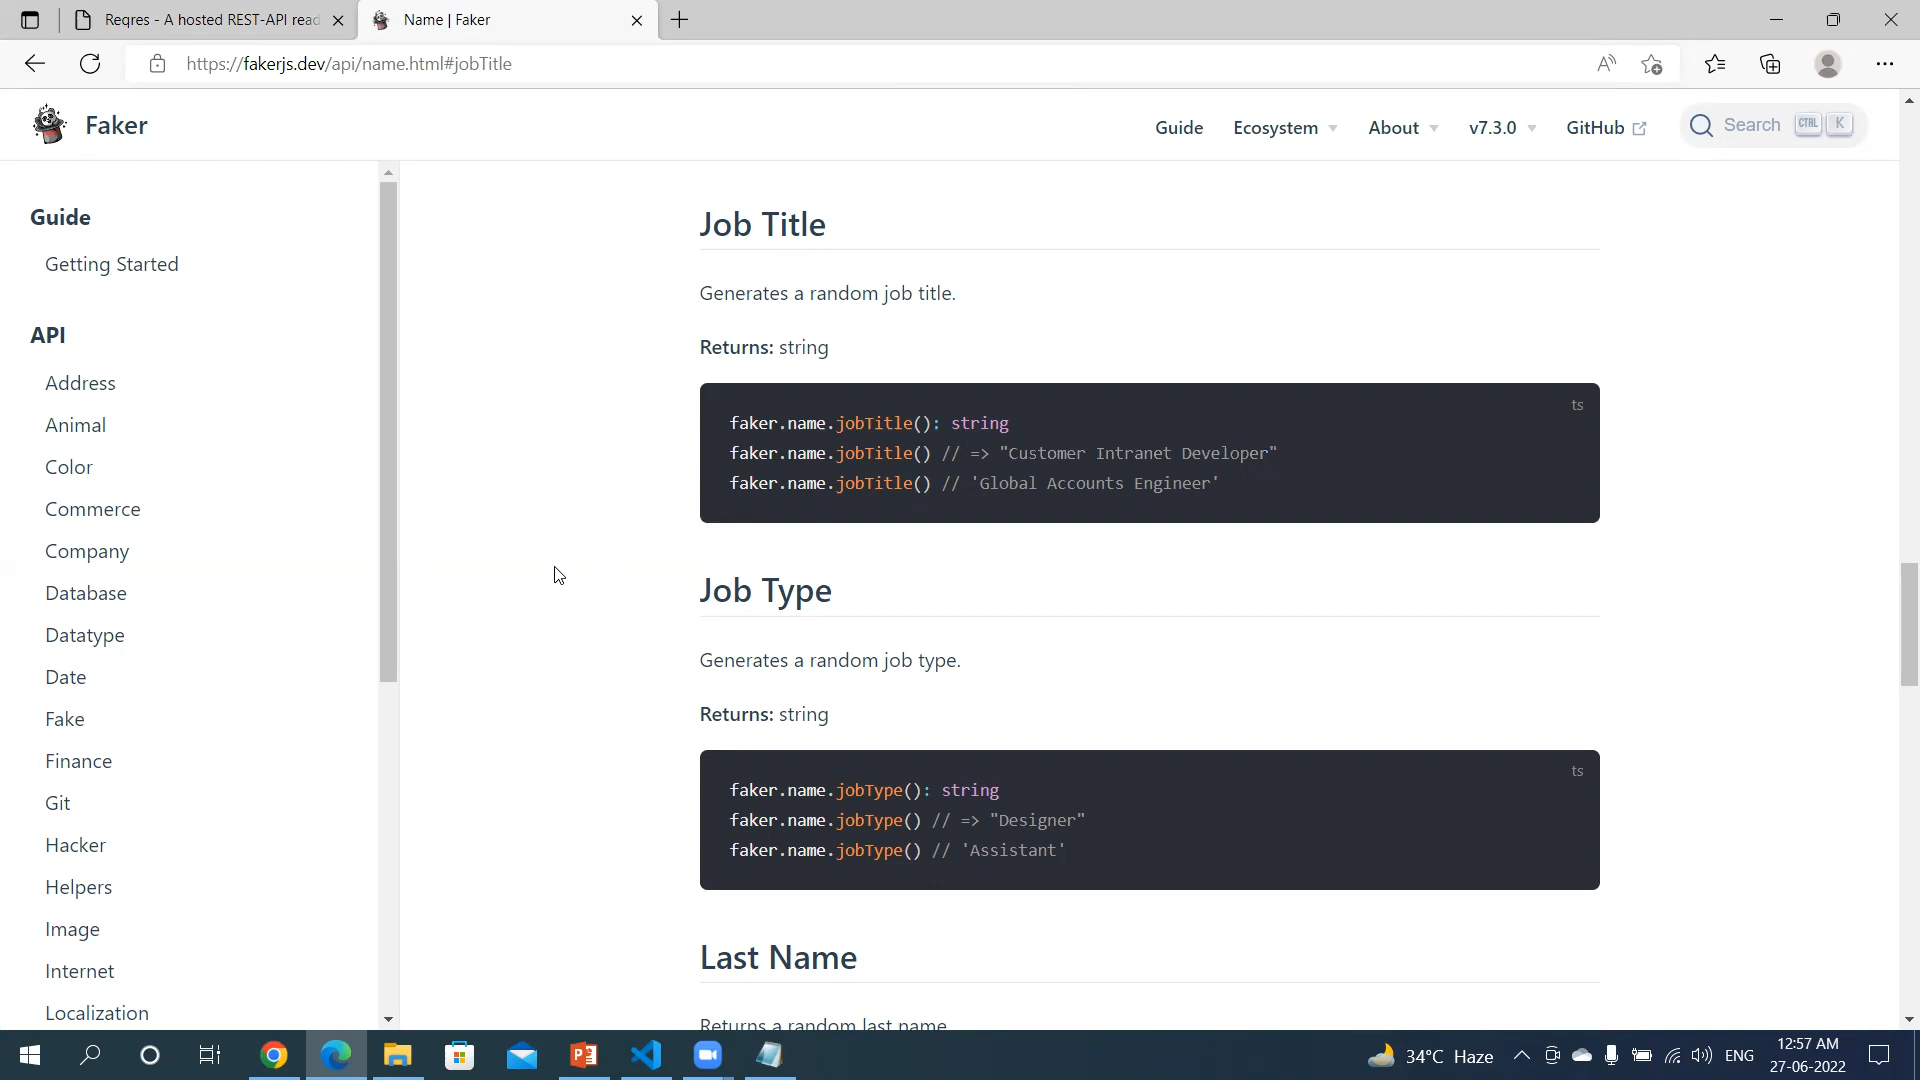 Reqres - A hosted REST-API read
Name | Faker
https://fakerjs.dev/api/name.html#jobTitle
Faker
Guide
Ecosystem
About
v7.3.0
GitHub
Search
CTRL
K
Guide
Getting Started
API
Address
Animal
Color
Commerce
Company
Database
Datatype
Date
Fake
Finance
Git
Hacker
Helpers
Image
Internet
Localization
Job Title
Generates a random job title.
Returns: string
ts
faker.name.jobTitle(): string
faker.name.jobTitle() // => "Customer Intranet Developer"
faker.name.jobTitle() // 'Global Accounts Engineer'
Job Type
Generates a random job type.
Returns: string
ts
faker.name.jobType(): string
faker.name.jobType() // => "Designer"
faker.name.jobType() // 'Assistant'
Last Name
Returns a random last name
34°C Haze
ENG
12:57 AM
27-06-2022